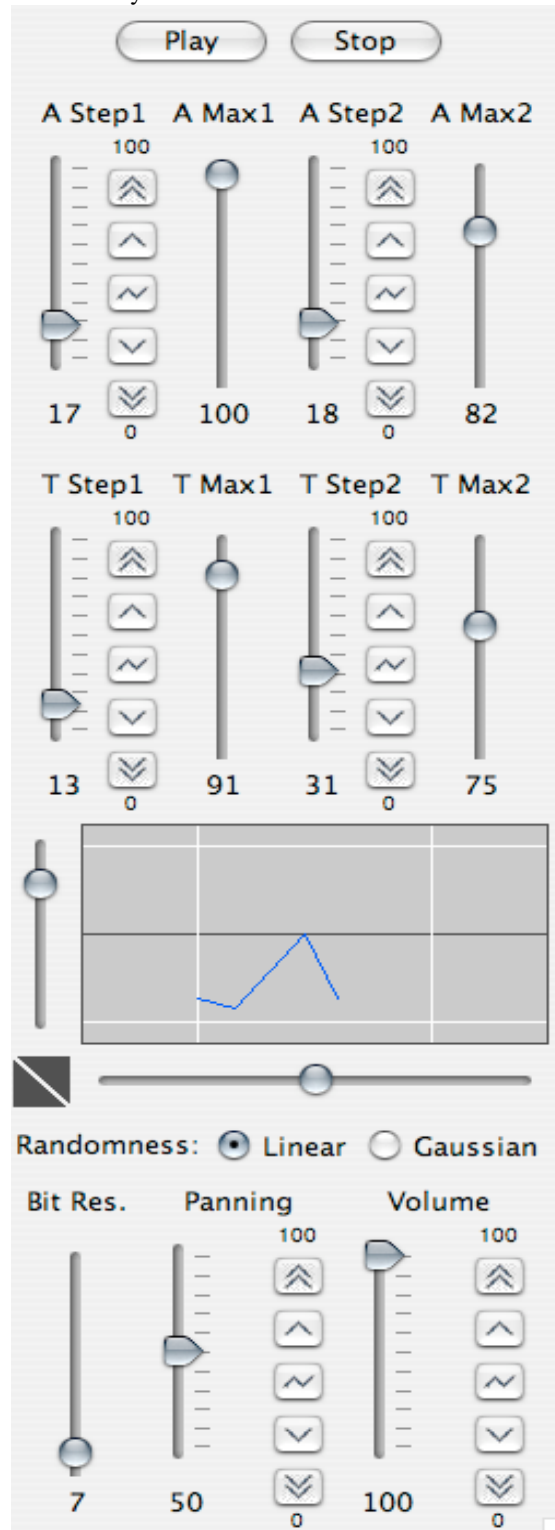 Play Stop
A Step1 A Max1 A Step2 A Max2
100 100
17 100 18 82
0 0
T Step1 T Max1 T Step2 T Max2
100 100
13 91 31 75
0 0
Randomness: Linear Gaussian
Bit Res. Panning Volume
100 100
7 50 100
0 0